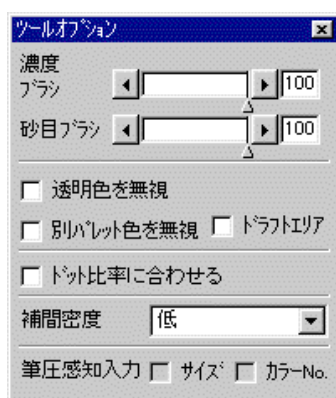 ツールオプション
濃度
ブラシ 100
砂目ブラシ 100
透明色を無視
別パレット色を無視 ドラフトエリア
ドット比率に合わせる
補間密度 低
筆圧感知入力 サイズ カラーNo.